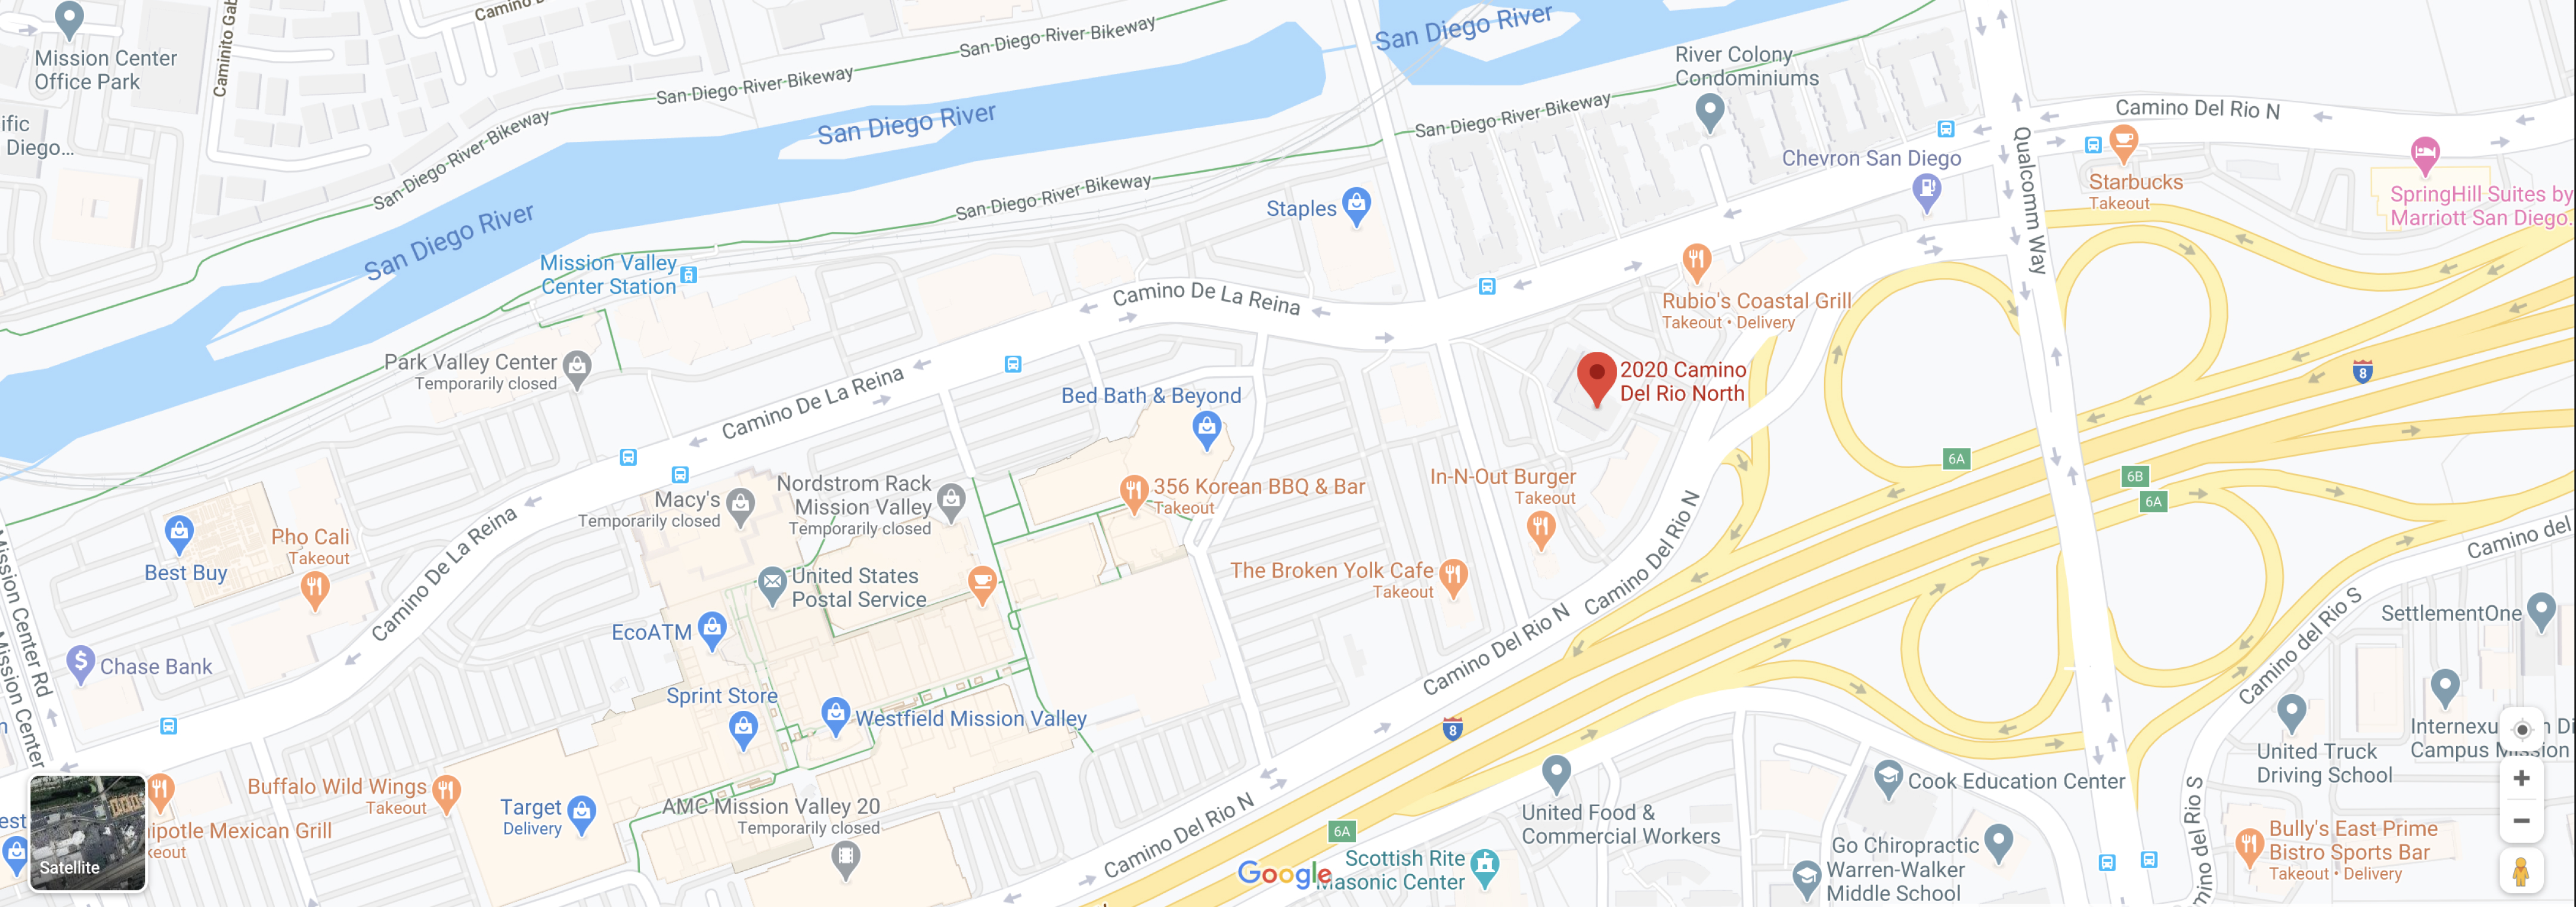 Mission Center
Office Park
Caminito Gab
Camino D
San Diego River Bikeway
San Diego River Bikeway
San Diego River
River Colony
Condominiums
Camino Del Rio N
ific
Diego...
San Diego River Bikeway
San Diego River
San Diego River Bikeway
Chevron San Diego
Qualcomm Way
Starbucks
Takeout
SpringHill Suites by
Marriott San Diego...
San Diego River
San Diego River Bikeway
Staples
Mission Valley
Center Station
Camino De La Reina
Rubio's Coastal Grill
Takeout • Delivery
Park Valley Center
Temporarily closed
Camino De La Reina
Bed Bath & Beyond
2020 Camino
Del Rio North
8
6A
6B
6A
Macy's
Temporarily closed
Nordstrom Rack
Mission Valley
Temporarily closed
356 Korean BBQ & Bar
Takeout
In-N-Out Burger
Takeout
Camino Del Rio N
Camino del
Best Buy
Pho Cali
Takeout
Camino De La Reina
United States
Postal Service
The Broken Yolk Cafe
Takeout
Mission Center Rd
Mission Center
EcoATM
Chase Bank
$
Camino Del Rio N
Camino del Rio S
SettlementOne
Sprint Store
Westfield Mission Valley
8
United Truck
Driving School
Internexu
n Di
Campus Mission
Buffalo Wild Wings
Takeout
Target
Delivery
AMC Mission Valley 20
Temporarily closed
Camino Del Rio N
United Food &
Commercial Workers
Cook Education Center
+
−
est
ipotle Mexican Grill
keout
Satellite
6A
Google
Scottish Rite
Masonic Center
Go Chiropractic
Warren-Walker
Middle School
mino del Rio S
Bully's East Prime
Bistro Sports Bar
Takeout • Delivery